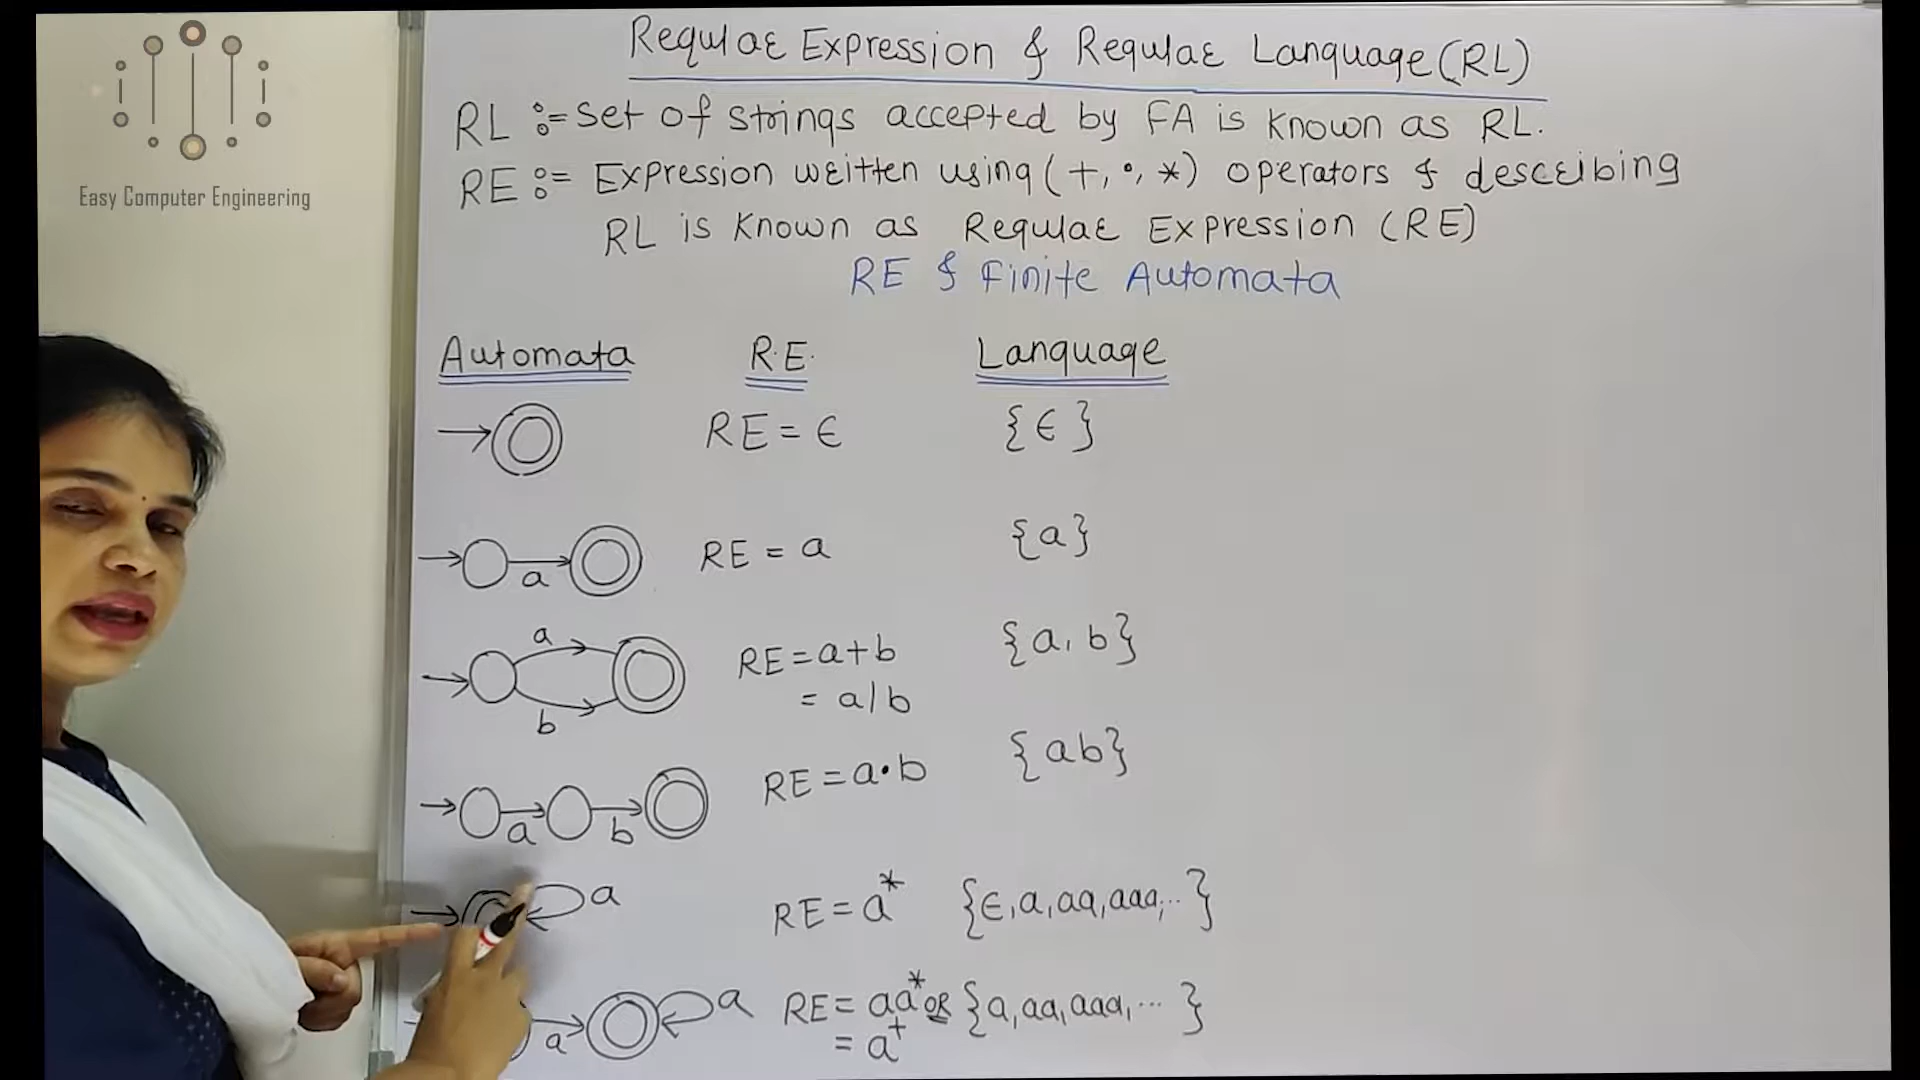 Easy Computer Engineering
Regular Expression & Regular Language (RL)
RL := set of strings accepted by FA is known as RL.
RE := Expression written using (+, ·, *) operators & describing
RL is known as Regular Expression (RE)
RE & Finite Automata
Automata R.E. Language
RE = ϵ {ϵ}
a RE = a {a}
a
b
RE = a+b {a, b}
= a/b
a b RE = a·b {ab}
a RE = a* {ϵ, a, aa, aaa, ...}
a a RE = aa* OR {a, aa, aaa, ...}
= a+